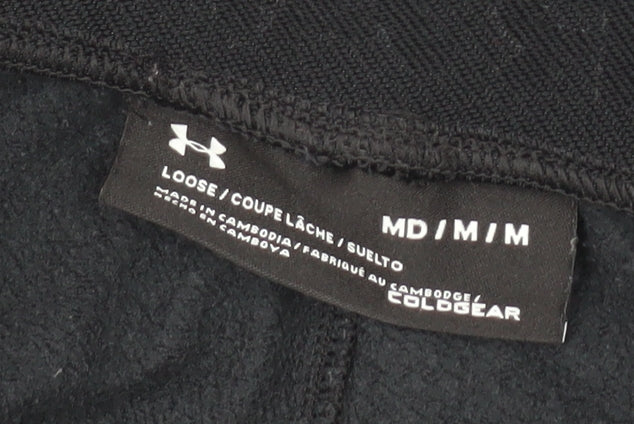 LOOSE / COUPE LÂCHE / SUELTO
MD / M / M
MADE IN CAMBODIA / FABRIQUÉ AU CAMBODGE /
HECHO EN CAMBOYA
COLDGEAR